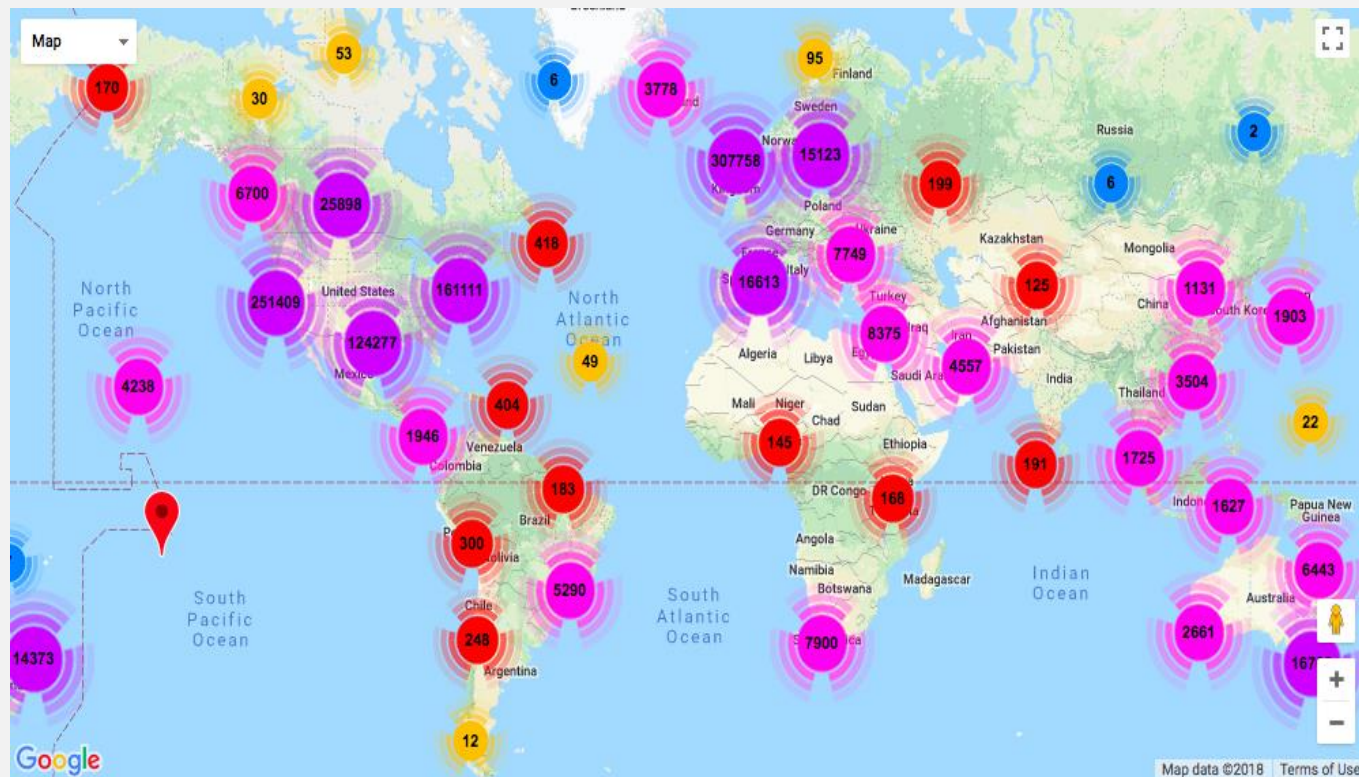 Map
53
95
Finland
170
6
3778
30
Sweden
Russia
2
307758
15123
6700
25898
199
6
Poland
Germany
418
7749
Kazakhstan
Mongolia
North
Pacific
Ocean
251409
United States
161111
North
Atlantic
16613
Italy
125
China
1131
1903
Turkey
124277
8375
Afghanistan
Mexico
49
Algeria
Libya
Iran
4557
Pakistan
4238
India
Thailand
3504
404
Mali
Niger
Chad
Sudan
22
1946
Venezuela
145
Ethiopia
1725
Colombia
191
183
DR Congo
168
1627
Papua New
Guinea
Brazil
300
Angola
6443
Namibia
Madagascar
Indian
Ocean
5290
Botswana
Australia
South
Pacific
Ocean
Chile
South
Atlantic
Ocean
248
7900
2661
14373
Argentina
12
Google
Map data ©2018
Terms of Use